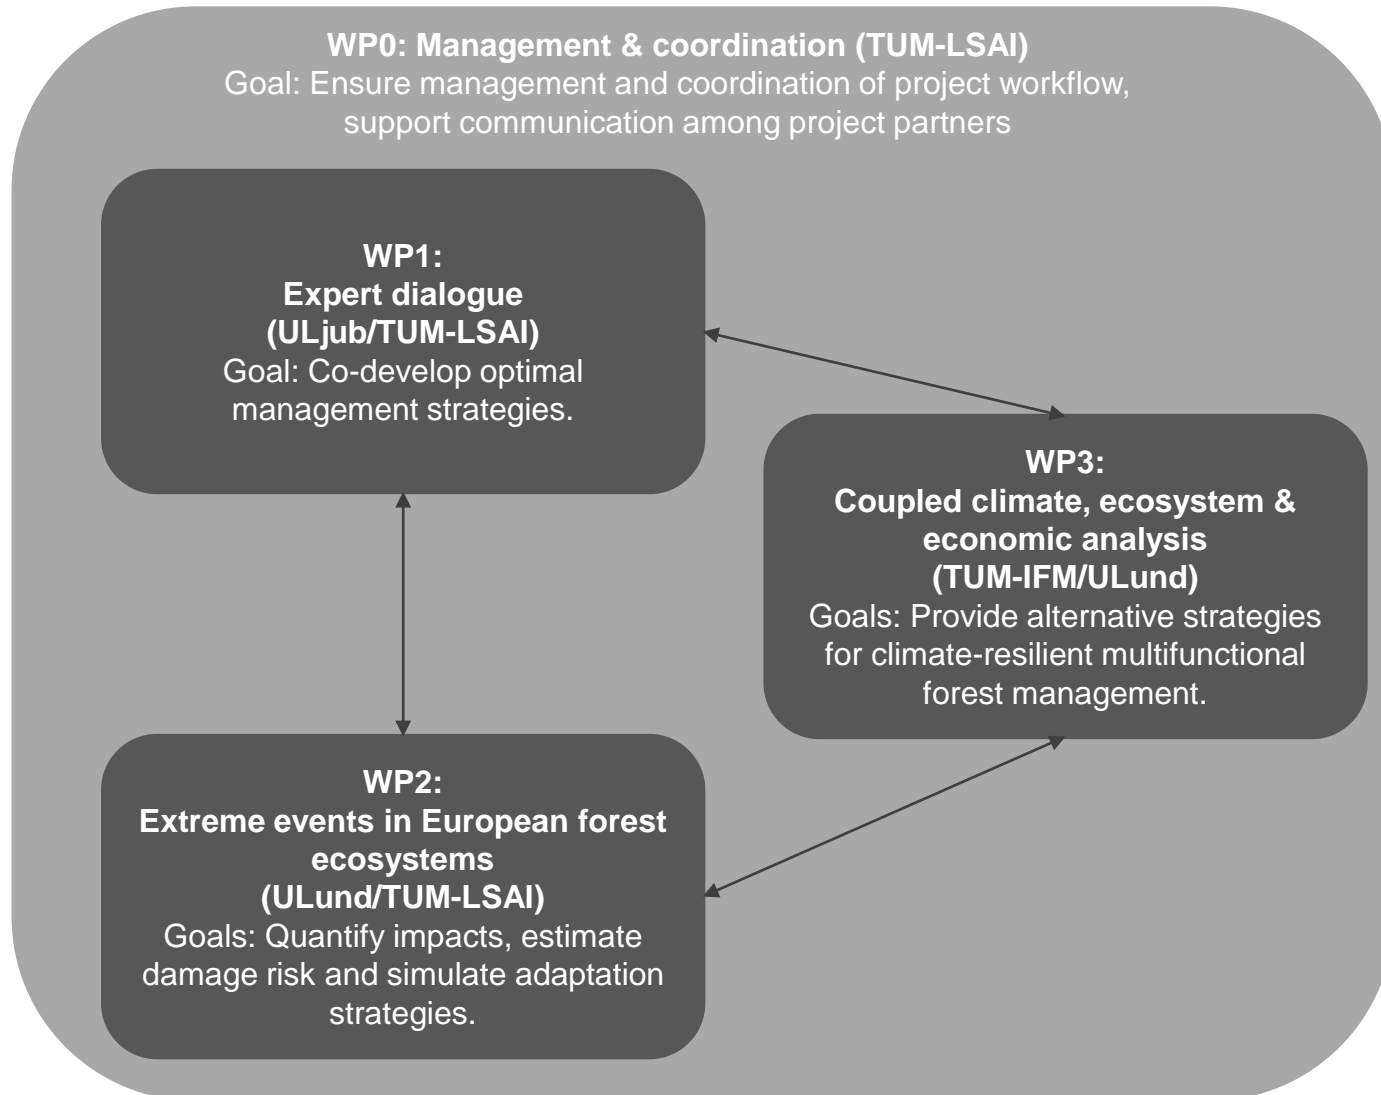 WP0: Management & coordination (TUM-LSAI)
Goal: Ensure management and coordination of project workflow,
support communication among project partners
WP1:
Expert dialogue
(ULjub/TUM-LSAI)
Goal: Co-develop optimal
management strategies.
WP3:
Coupled climate, ecosystem &
economic analysis
(TUM-IFM/ULund)
Goals: Provide alternative strategies
for climate-resilient multifunctional
forest management.
WP2:
Extreme events in European forest
ecosystems
(ULund/TUM-LSAI)
Goals: Quantify impacts, estimate
damage risk and simulate adaptation
strategies.